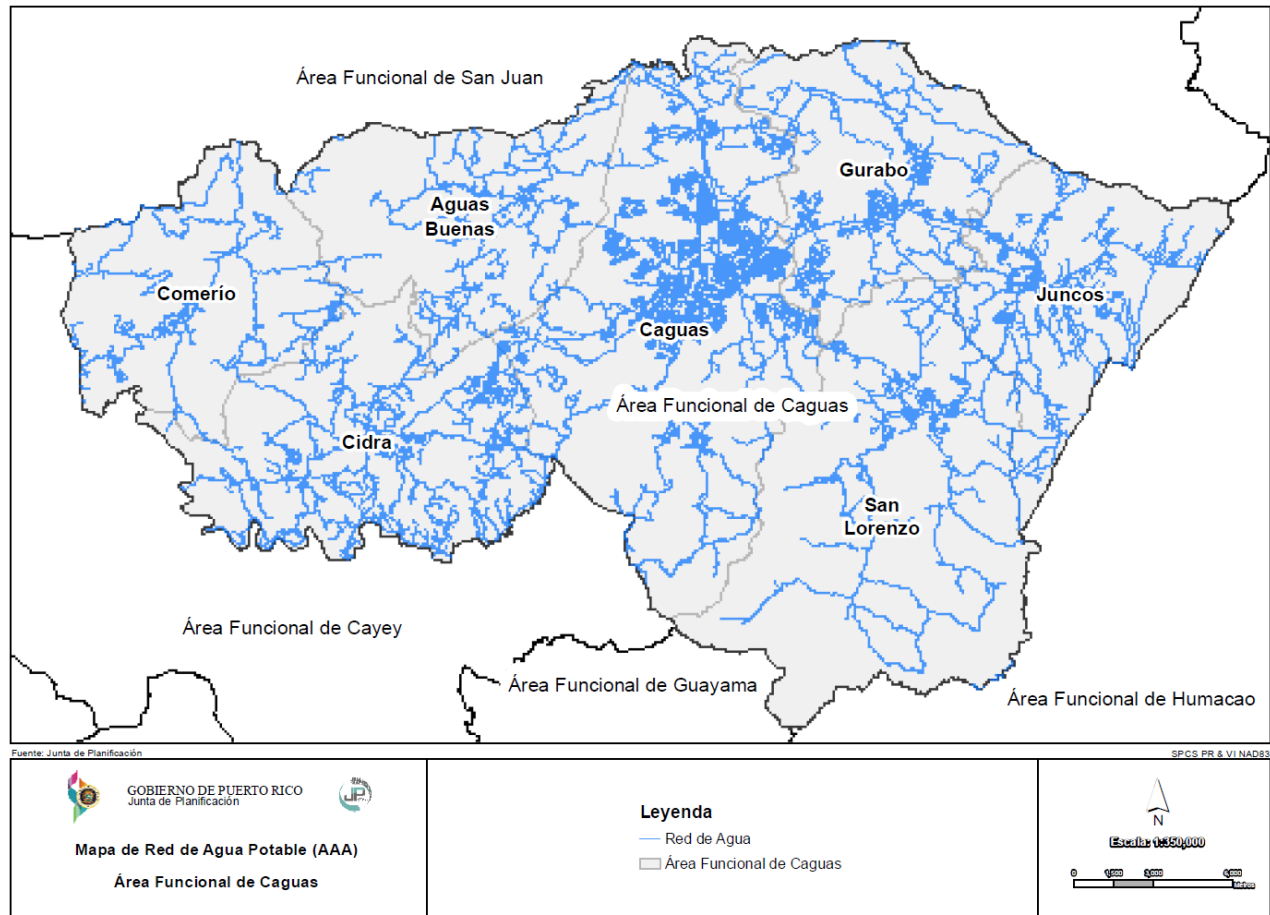 Área Funcional de San Juan
Gurabo
Aguas
Buenas
Comerío
Juncos
Caguas
Área Funcional de Caguas
Cidra
San
Lorenzo
Área Funcional de Cayey
Área Funcional de Guayama
Área Funcional de Humacao
Fuente: Junta de Planificación
SPCS PR & VI NAD83
GOBIERNO DE PUERTO RICO
Junta de Planificación
JP
Mapa de Red de Agua Potable (AAA)
Área Funcional de Caguas
Leyenda
Red de Agua
Área Funcional de Caguas
N
Escala: 1:350,000
0 1,500 3,000 6,000
Metros